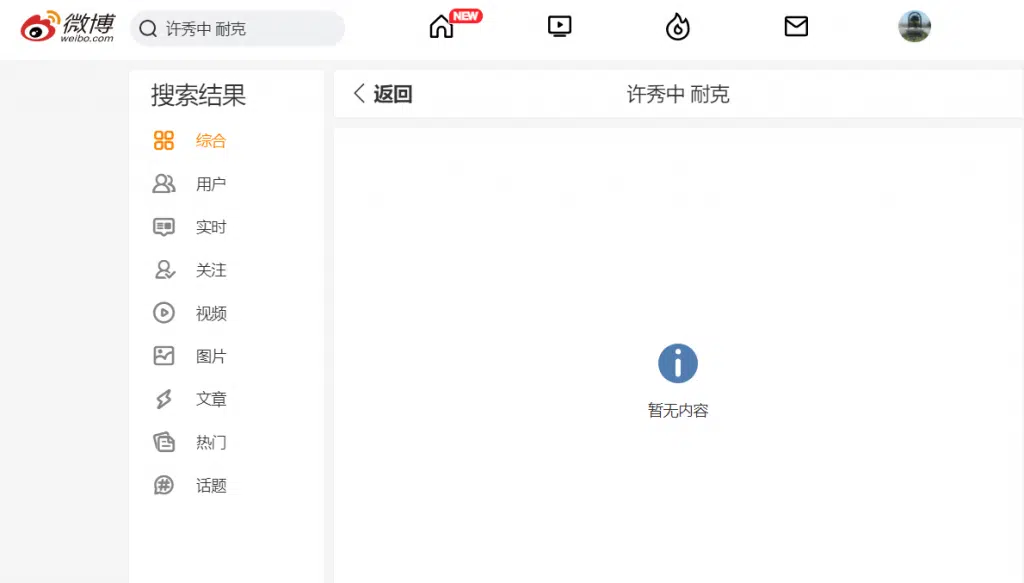 微博
weibo.com
许秀中 耐克
NEW
搜索结果
综合
用户
实时
关注
视频
图片
文章
热门
话题
返回
许秀中 耐克
暂无内容